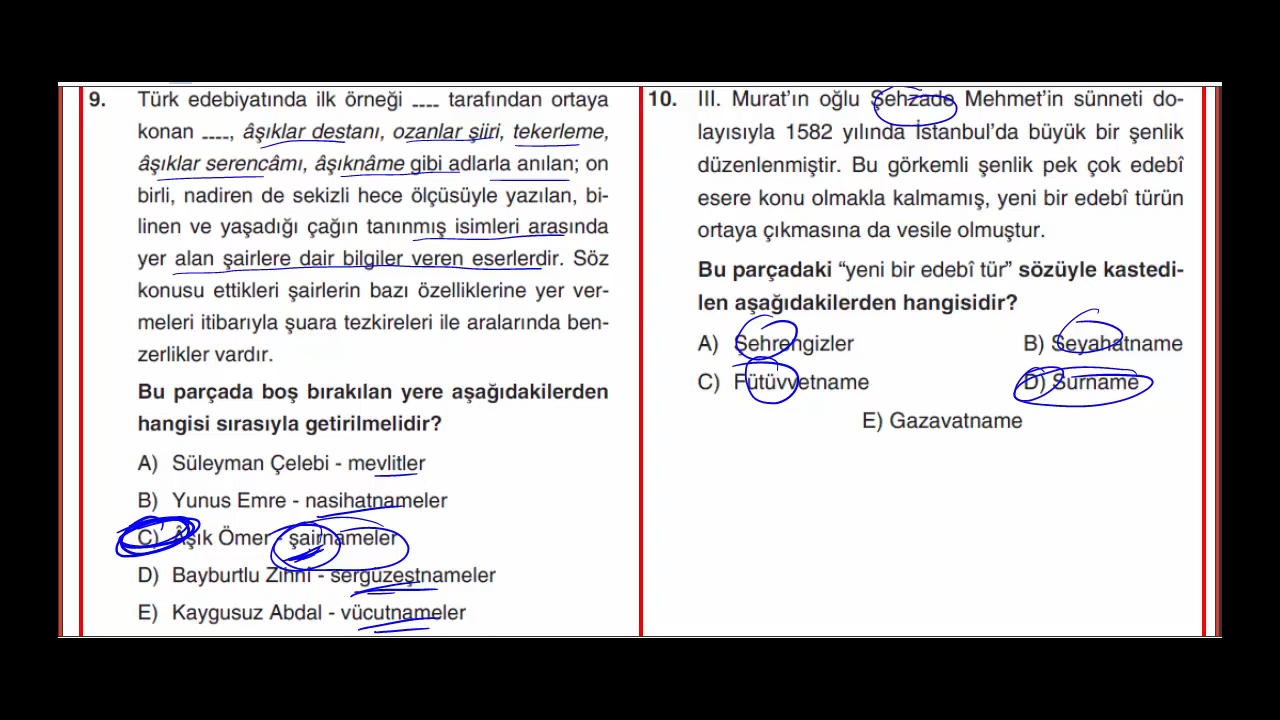 9. Türk edebiyatında ilk örneği ---- tarafından ortaya
konan ----, âşıklar destanı, ozanlar şiiri, tekerleme,
âşıklar serencâmı, âşıknâme gibi adlarla anılan; on
birli, nadiren de sekizli hece ölçüsüyle yazılan, bi-
linen ve yaşadığı çağın tanınmış isimleri arasında
yer alan şairlere dair bilgiler veren eserlerdir. Söz
konusu ettikleri şairlerin bazı özelliklerine yer ver-
meleri itibarıyla şuara tezkireleri ile aralarında ben-
zerlikler vardır.
Bu parçada boş bırakılan yere aşağıdakilerden
hangisi sırasıyla getirilmelidir?
A) Süleyman Çelebi - mevlitler
B) Yunus Emre - nasihatnameler
C) Âşık Ömer - şairnameler
D) Bayburtlu Zihnî - sergüzeştnameler
E) Kaygusuz Abdal - vücutnameler
10. III. Murat'ın oğlu Şehzade Mehmet'in sünneti do-
layısıyla 1582 yılında İstanbul'da büyük bir şenlik
düzenlenmiştir. Bu görkemli şenlik pek çok edebî
esere konu olmakla kalmamış, yeni bir edebî türün
ortaya çıkmasına da vesile olmuştur.
Bu parçadaki “yeni bir edebî tür” sözüyle kastedi-
len aşağıdakilerden hangisidir?
A) Şehrengizler B) Seyahatname
C) Fütüvvetname D) Surname
E) Gazavatname